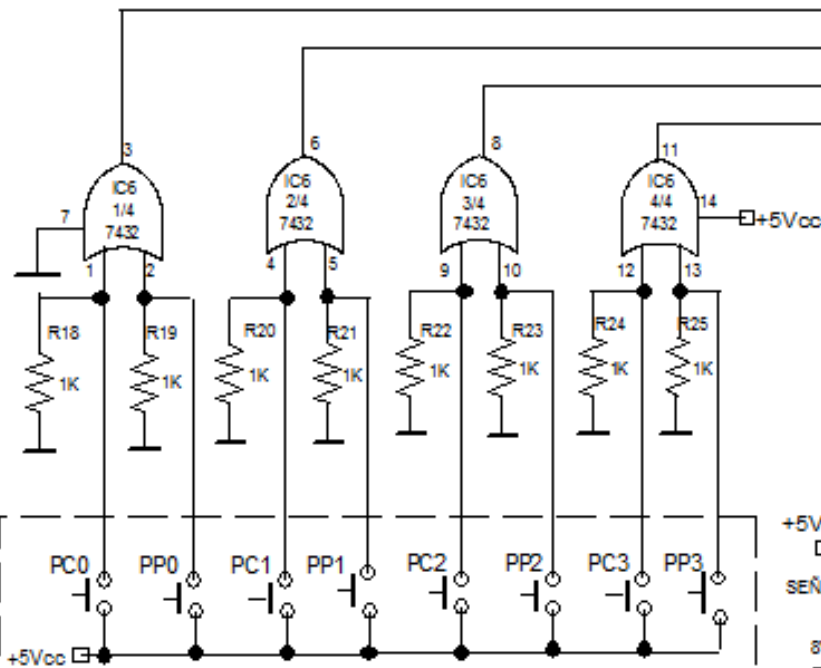 3
6
8
11
IC6
1/4
7432
IC6
2/4
7432
IC6
3/4
7432
IC6
4/4
7432
7
14
+5Vcc
1
2
4
5
9
10
12
13
R18
1K
R19
1K
R20
1K
R21
1K
R22
1K
R23
1K
R24
1K
R25
1K
+5V
PC0
PP0
PC1
PP1
PC2
PP2
PC3
PP3
SEÑ
+5Vcc